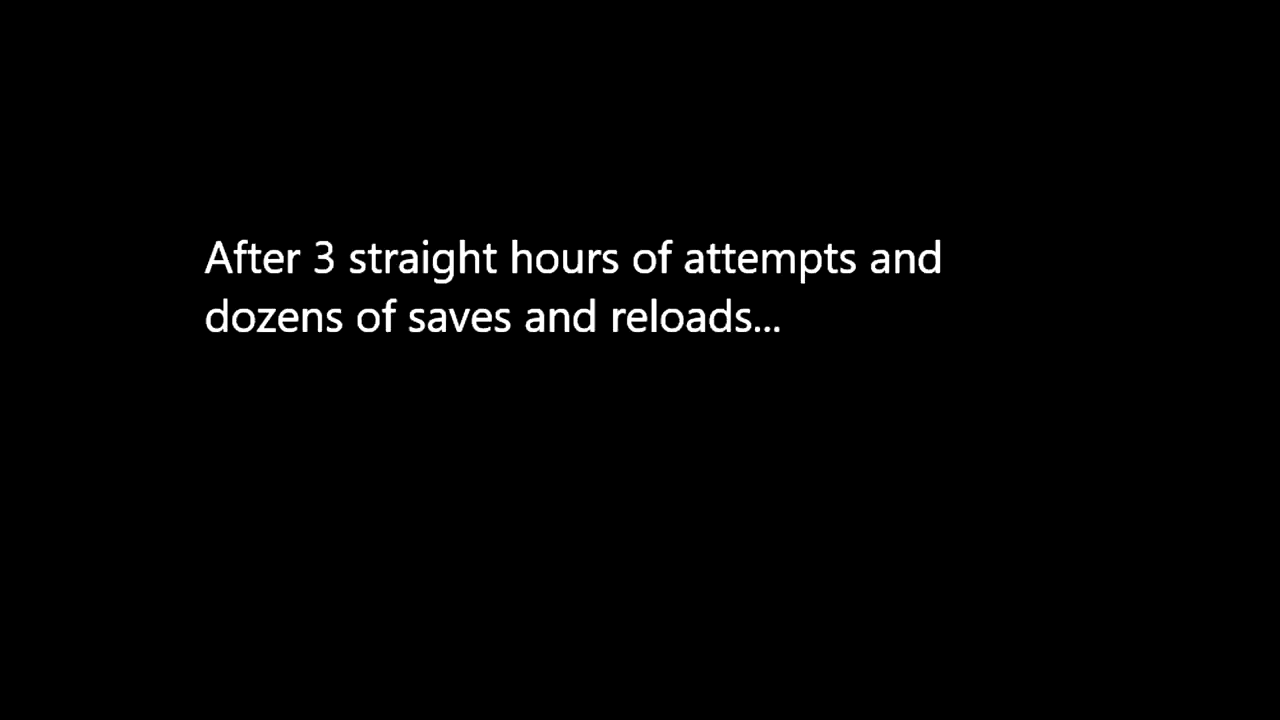 After 3 straight hours of attempts and
dozens of saves and reloads...